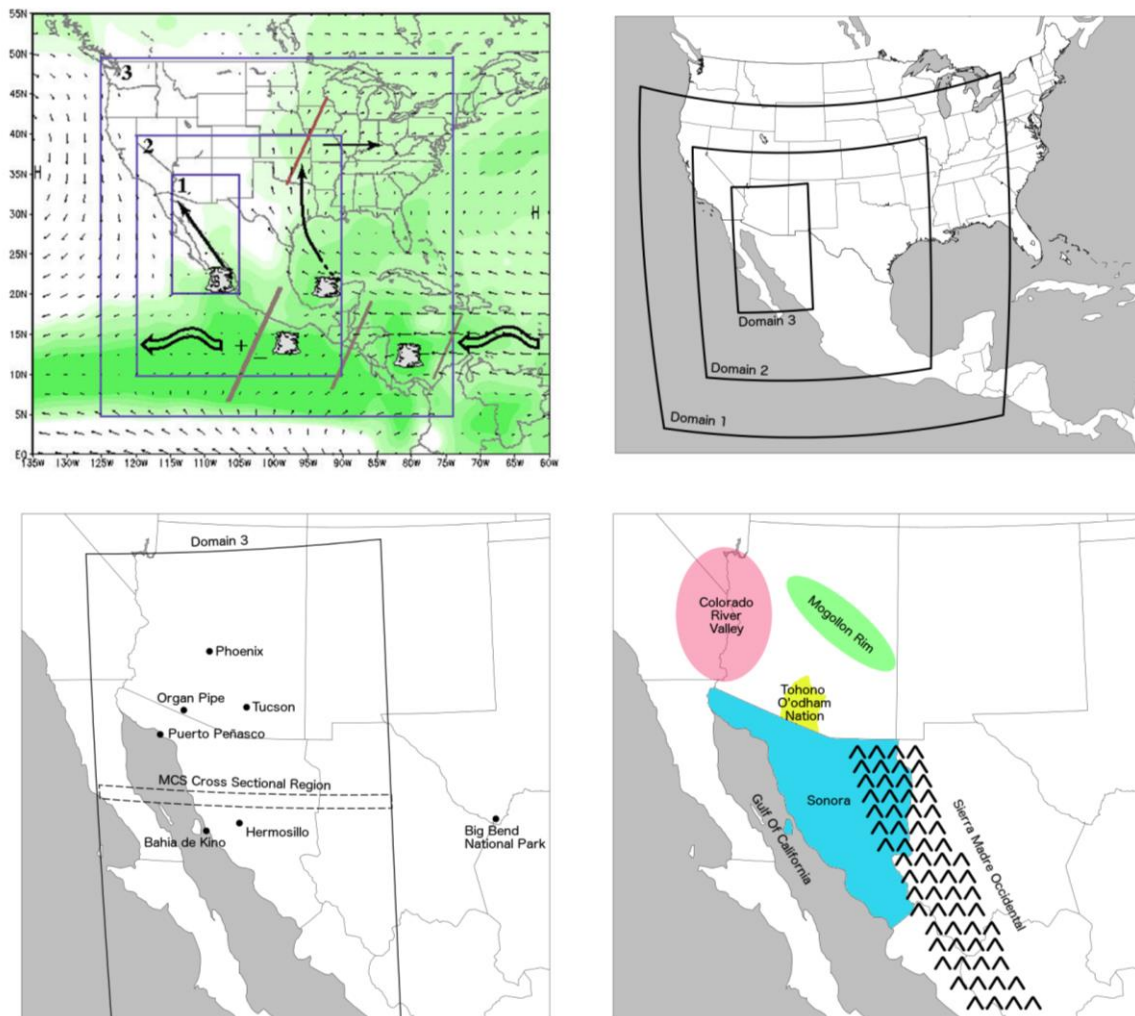 55N
50N
45N
40N
35N
30N
25N
20N
15N
10N
5N
EQ
3
2
1
H
H
+
–
135W 130W 125W 120W 115W 110W 105W 100W 95W 90W 85W 80W 75W 70W 65W 60W
Domain 3
Domain 2
Domain 1
Domain 3
Phoenix
Organ Pipe
Tucson
Puerto Peñasco
MCS Cross Sectional Region
Bahia de Kino
Hermosillo
Big Bend
National Park
Colorado
River
Valley
Mogollon Rim
Tohono
O'odham
Nation
Sonora
Gulf Of California
Sierra Madre Occidental